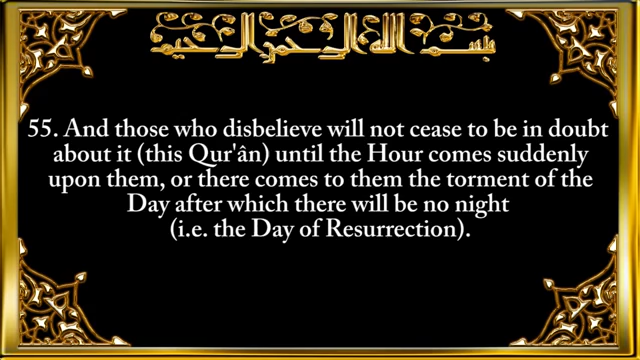 بسم الله الرحمن الرحيم
55. And those who disbelieve will not cease to be in doubt
about it (this Qur'ân) until the Hour comes suddenly
upon them, or there comes to them the torment of the
Day after which there will be no night
(i.e. the Day of Resurrection).